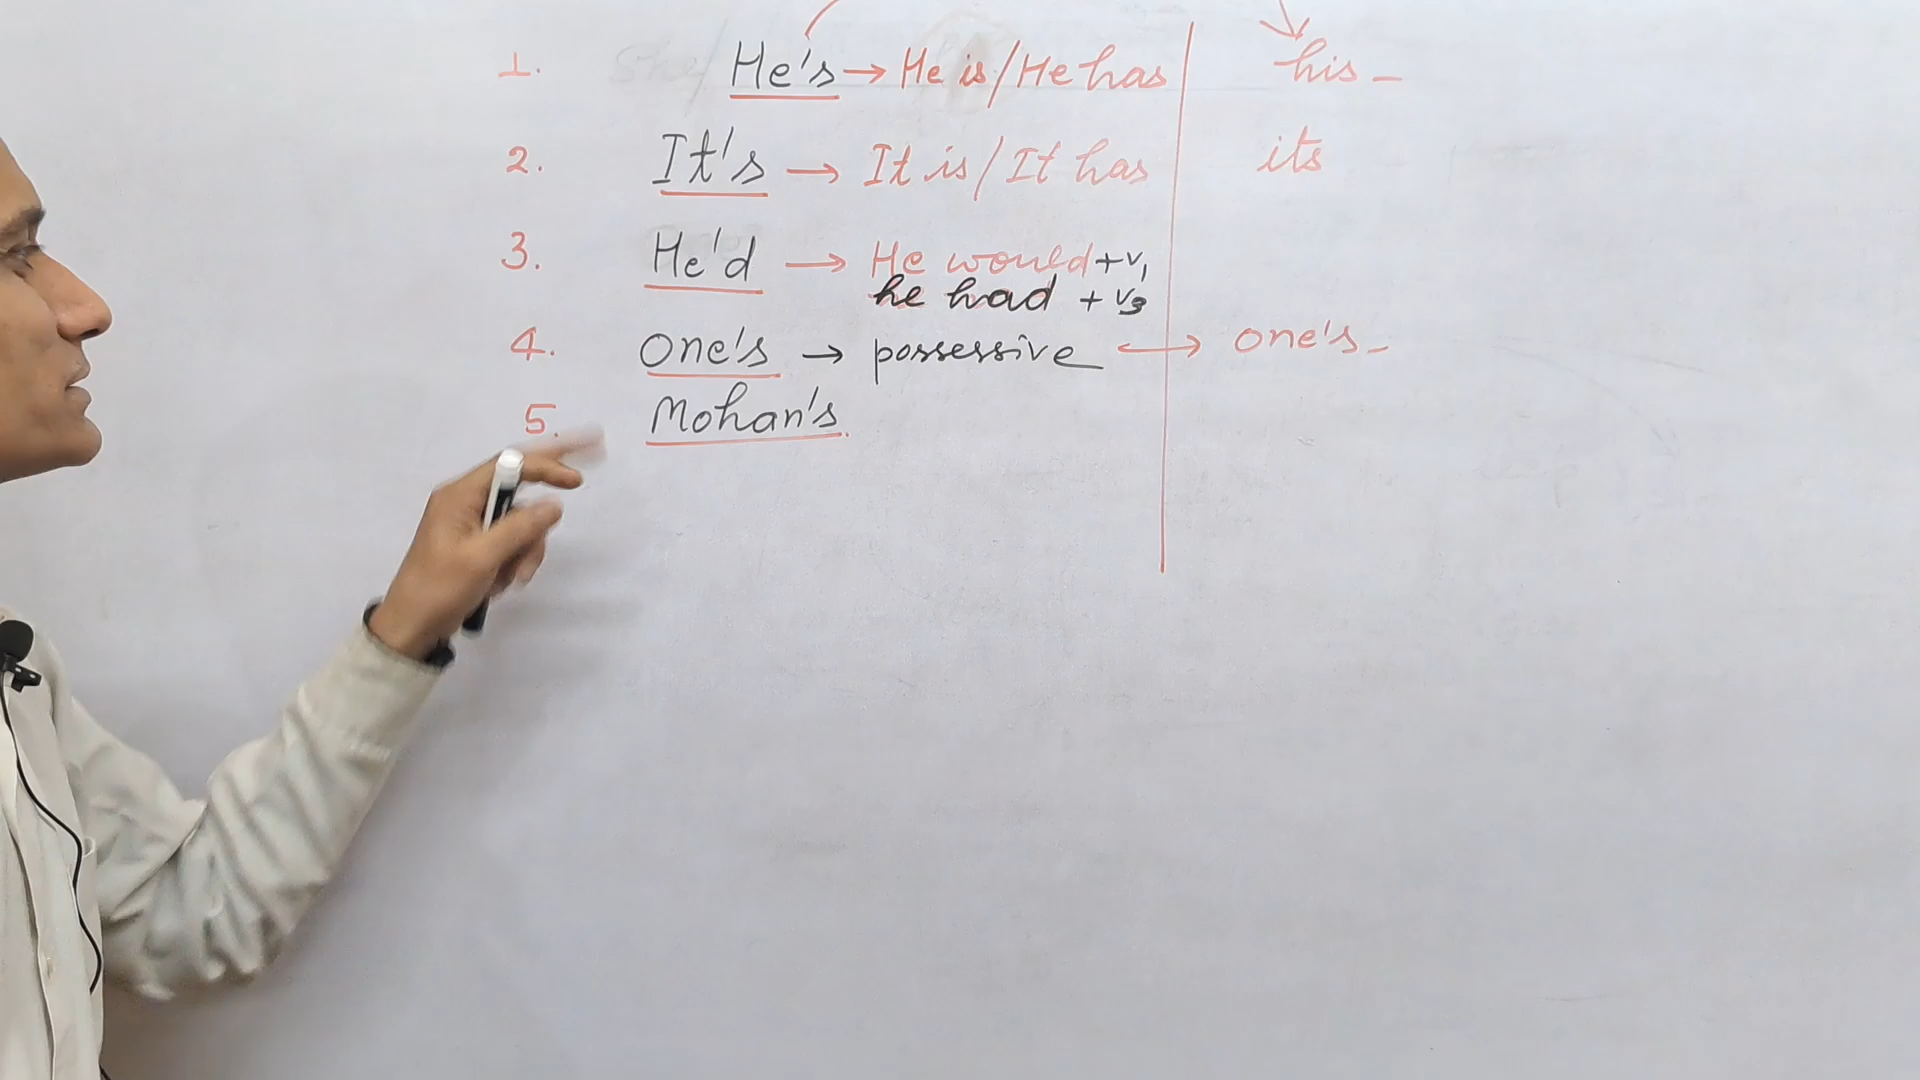 1. She/ He's → He is/He has his –
2. It's → It is/It has its
3. He'd → He would + v1
he had + v3
4. One's → possessive ↔ one's –
5. Mohan's.